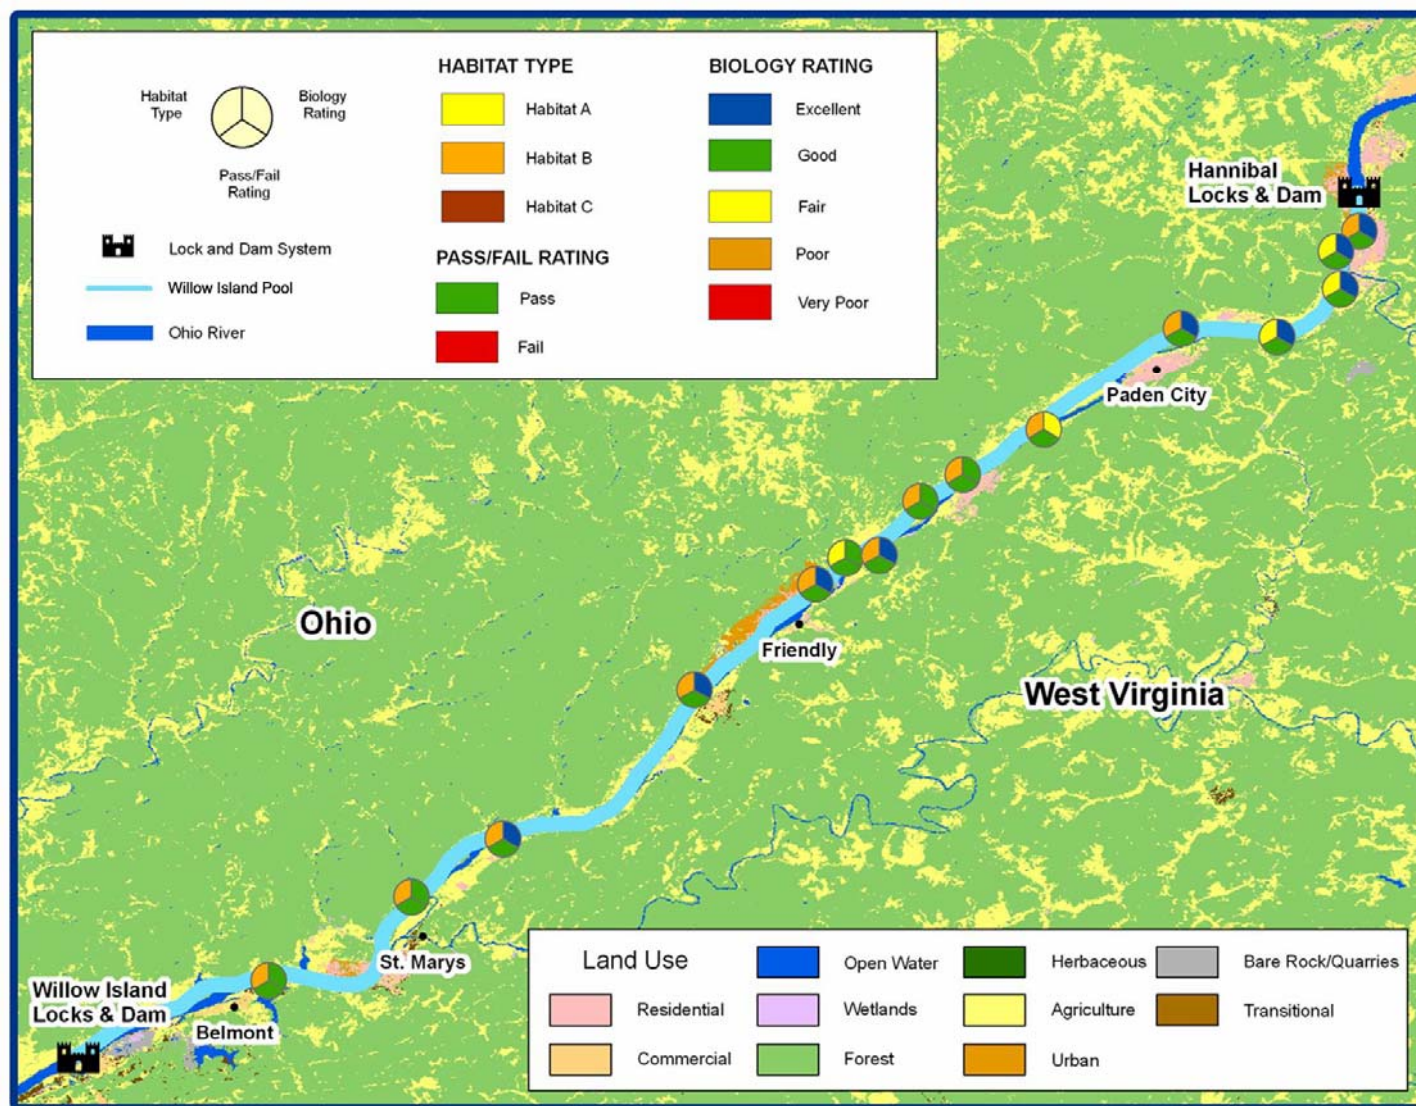 Habitat
Type
Biology
Rating
Pass/Fail
Rating
Lock and Dam System
Willow Island Pool
Ohio River
HABITAT TYPE
Habitat A
Habitat B
Habitat C
PASS/FAIL RATING
Pass
Fail
BIOLOGY RATING
Excellent
Good
Fair
Poor
Very Poor
Hannibal
Locks & Dam
Paden City
Ohio
Friendly
West Virginia
St. Marys
Willow Island
Locks & Dam
Belmont
Land Use
Residential
Commercial
Open Water
Wetlands
Forest
Herbaceous
Agriculture
Urban
Bare Rock/Quarries
Transitional